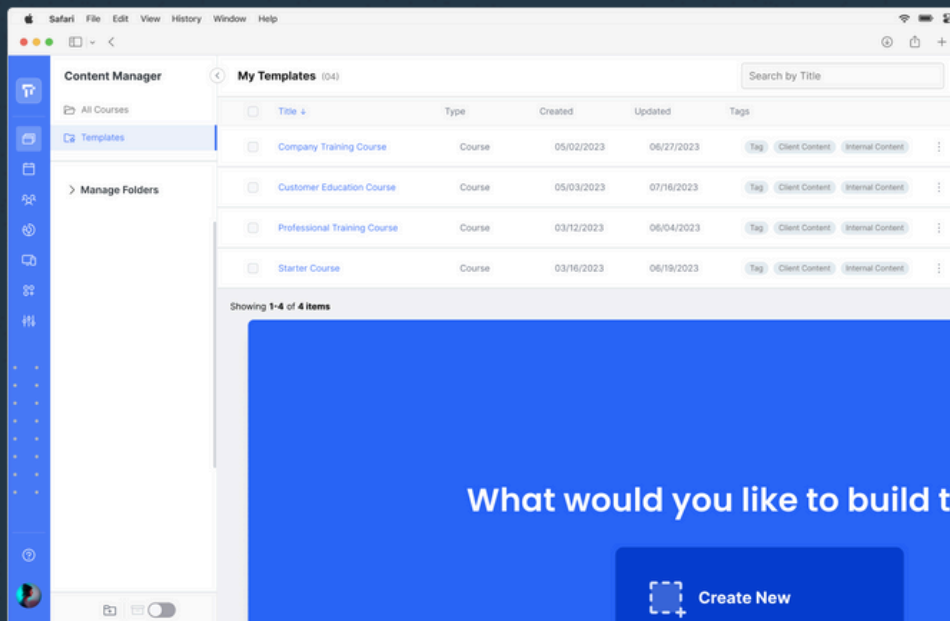 Safari File Edit View History Window Help
Content Manager
All Courses
Templates
Manage Folders
My Templates (04)
Search by Title
Title ↓ Type Created Updated Tags
Company Training Course Course 05/02/2023 06/27/2023 Tag Client Content Internal Content
Customer Education Course Course 05/03/2023 07/16/2023 Tag Client Content Internal Content
Professional Training Course Course 03/12/2023 06/04/2023 Tag Client Content Internal Content
Starter Course Course 03/16/2023 06/19/2023 Tag Client Content Internal Content
Showing 1-4 of 4 items
What would you like to build t
Create New